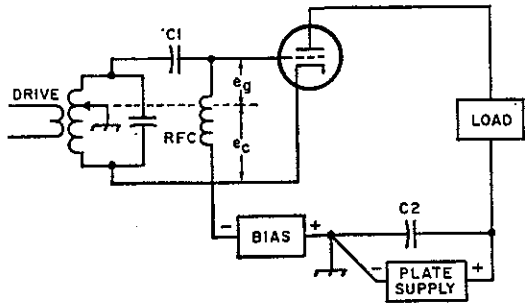 C1
DRIVE
RFC
eg
ec
LOAD
C2
- BIAS +
- PLATE SUPPLY +